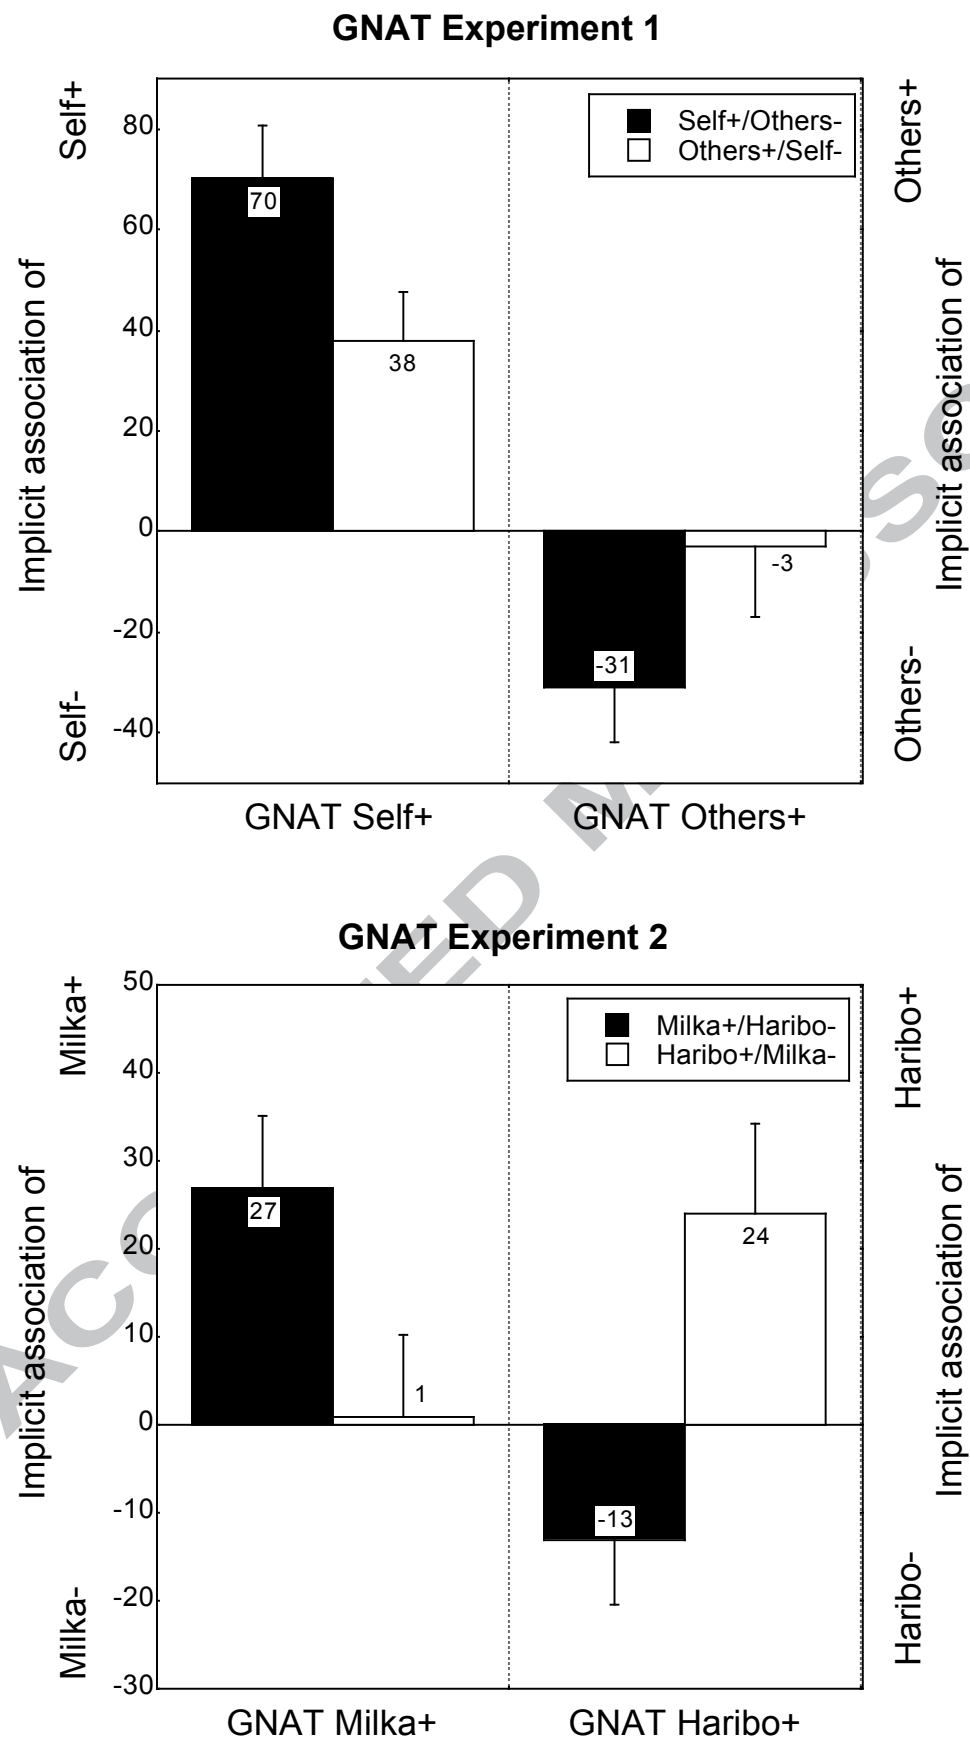 GNAT Experiment 1
Self+
Implicit association of
Self-
80
60
40
20
0
-20
-40
Self+/Others-
Others+/Self-
70
38
-31
-3
Others+
Implicit association of
Others-
GNAT Self+
GNAT Others+
GNAT Experiment 2
Milka+
Implicit association of
Milka-
50
40
30
20
10
0
-10
-20
-30
Milka+/Haribo-
Haribo+/Milka-
27
1
-13
24
Haribo+
Implicit association of
Haribo-
GNAT Milka+
GNAT Haribo+